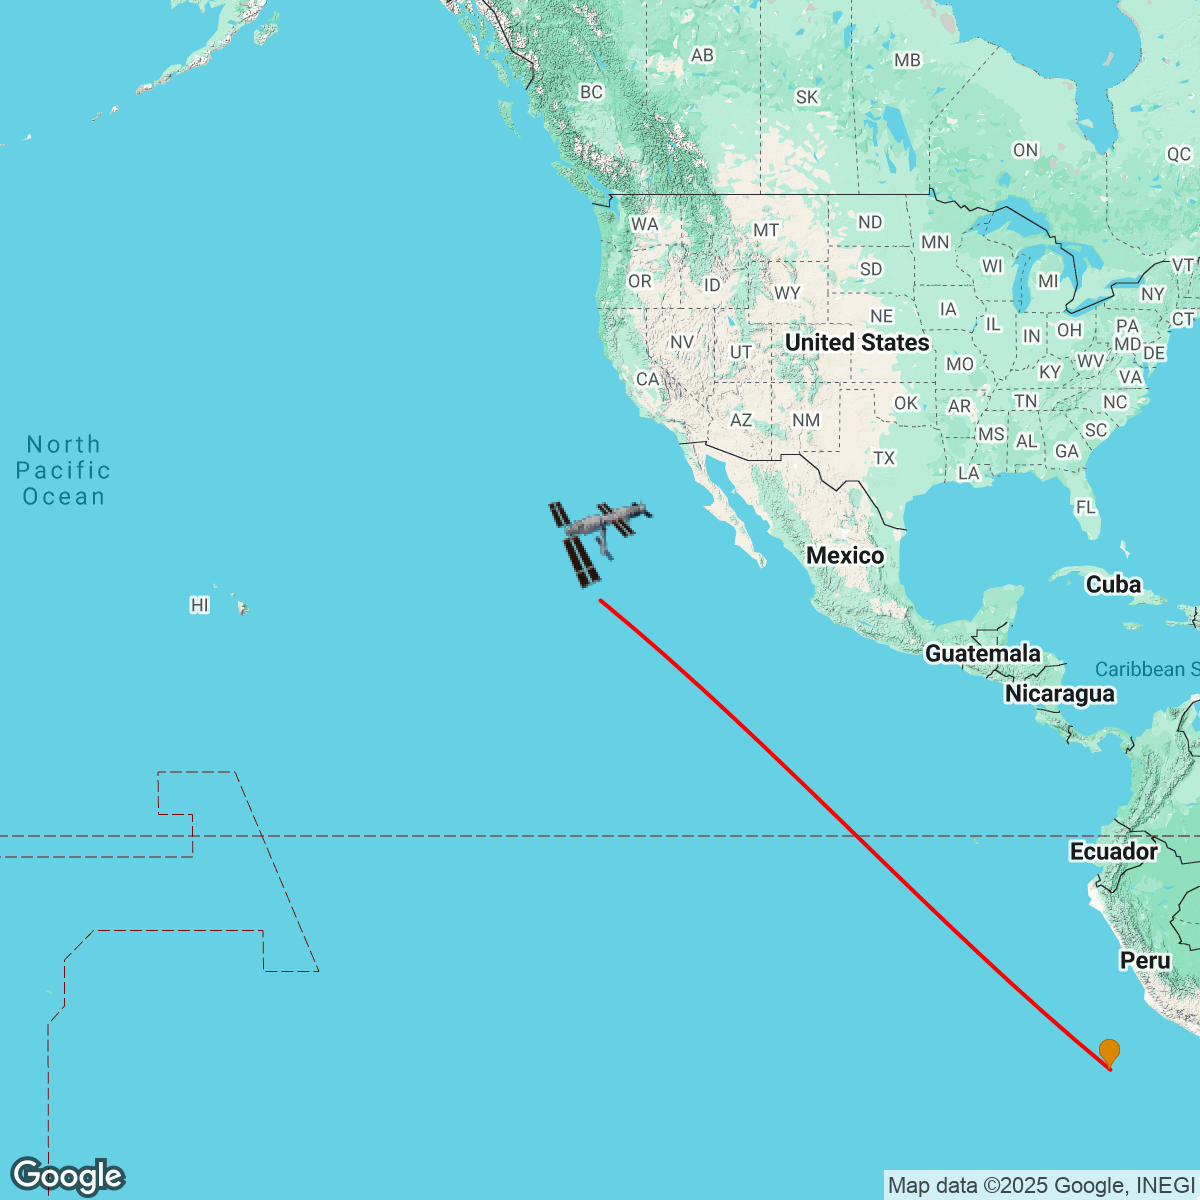 AB
MB
BC
SK
ON
QC
WA
MT
ND
MN
OR
ID
SD
WI
MI
VT
WY
NY
NE
IA
IL
IN
OH
PA
CT
NV
UT
United States
MD
DE
CA
MO
KY
WV
VA
AZ
NM
OK
AR
TN
NC
MS
AL
SC
GA
TX
LA
FL
North
Pacific
Ocean
Mexico
Cuba
HI
Guatemala
Caribbean S
Nicaragua
Ecuador
Peru
Google
Map data ©2025 Google, INEGI